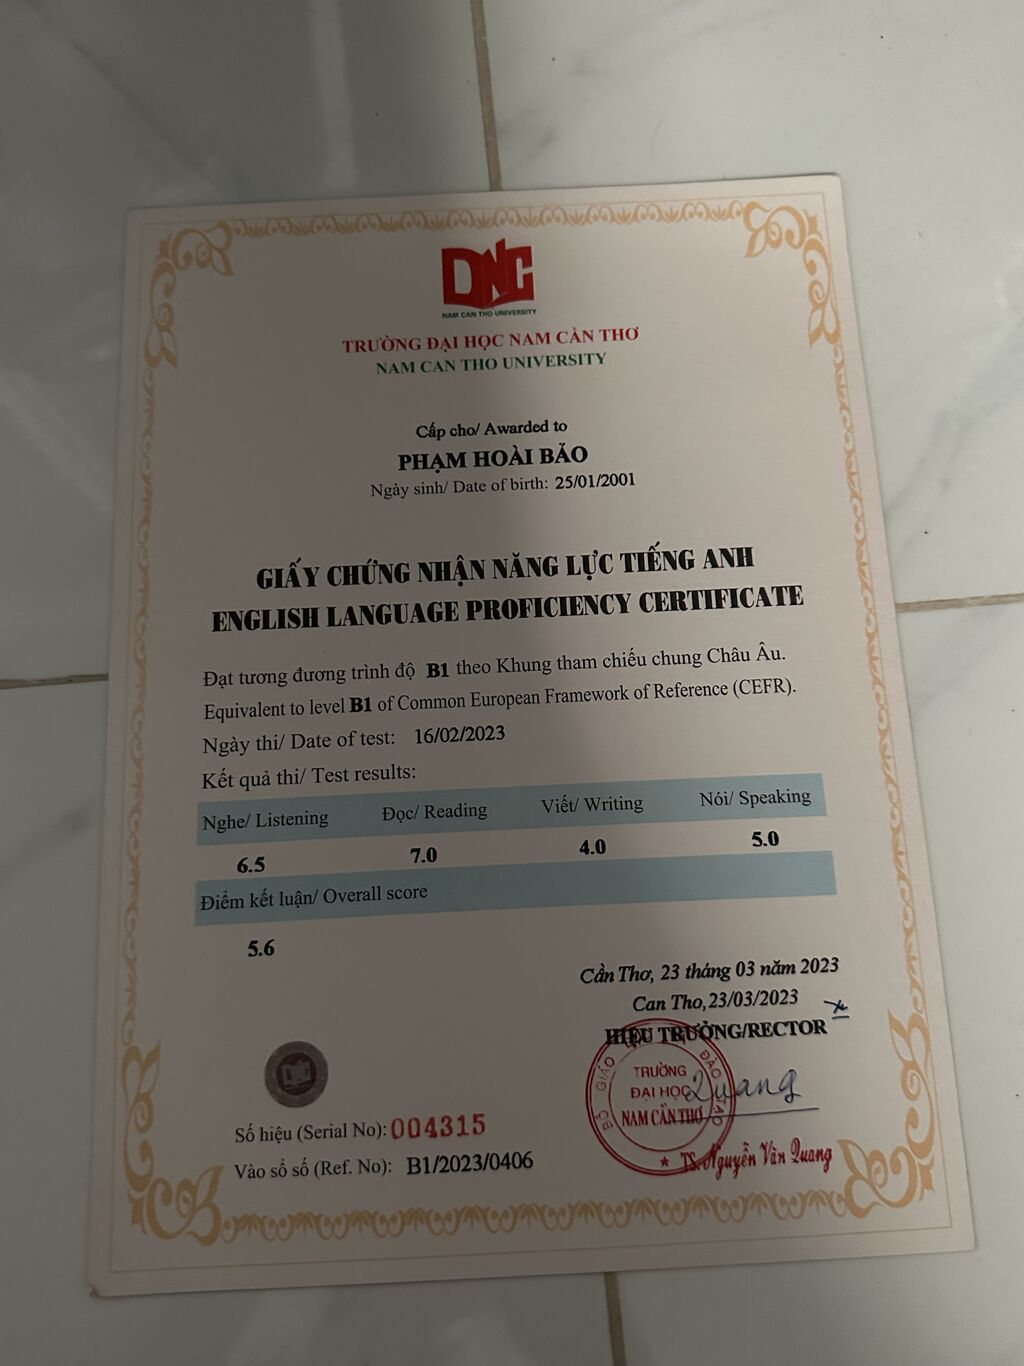 DNC
NAM CAN THO UNIVERSITY
TRƯỜNG ĐẠI HỌC NAM CẦN THƠ
NAM CAN THO UNIVERSITY
Cấp cho/ Awarded to
PHẠM HOÀI BẢO
Ngày sinh/ Date of birth: 25/01/2001
GIẤY CHỨNG NHẬN NĂNG LỰC TIẾNG ANH
ENGLISH LANGUAGE PROFICIENCY CERTIFICATE
Đạt tương đương trình độ B1 theo Khung tham chiếu chung Châu Âu.
Equivalent to level B1 of Common European Framework of Reference (CEFR).
Ngày thi/ Date of test: 16/02/2023
Kết quả thi/ Test results:
Nghe/ Listening Đọc/ Reading Viết/ Writing Nói/ Speaking
6.5 7.0 4.0 5.0
Điểm kết luận/ Overall score
5.6
Cần Thơ, 23 tháng 03 năm 2023
Can Tho,23/03/2023
HIỆU TRƯỞNG/RECTOR
BỘ GIÁO ĐÀO TẠO
TRƯỜNG
ĐẠI HỌC
NAM CẦN THƠ
Quang
TS. Nguyễn Văn Quang
DNC
Số hiệu (Serial No): 004315
Vào sổ số (Ref. No): B1/2023/0406